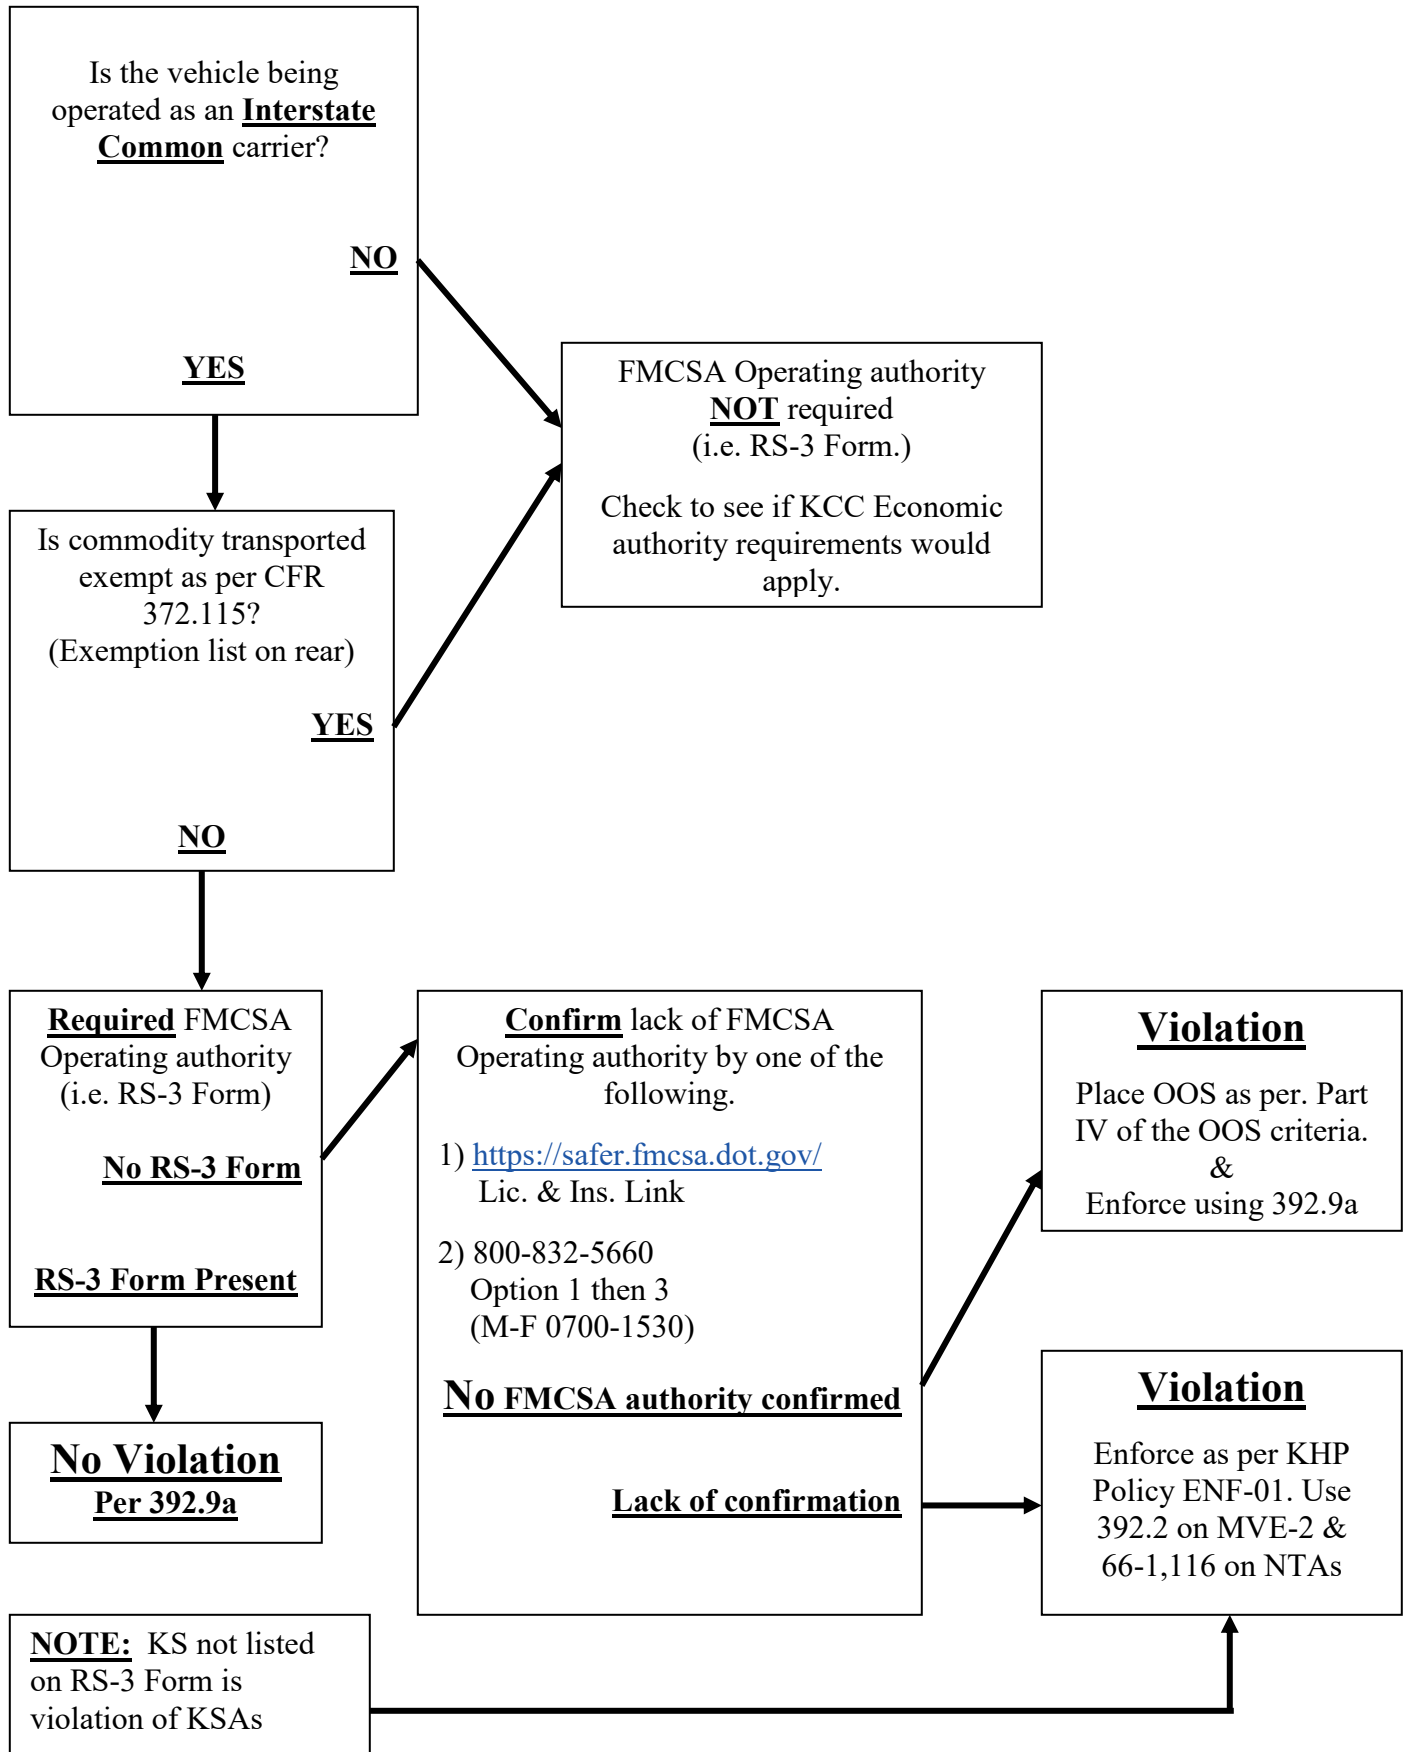 Is the vehicle being
operated as an Interstate
Common carrier?
NO
YES
FMCSA Operating authority
NOT required
(i.e. RS-3 Form.)
Check to see if KCC Economic
authority requirements would
apply.
Is commodity transported
exempt as per CFR
372.115?
(Exemption list on rear)
YES
NO
Required FMCSA
Operating authority
(i.e. RS-3 Form)
No RS-3 Form
RS-3 Form Present
Confirm lack of FMCSA
Operating authority by one of the
following.
1) https://safer.fmcsa.dot.gov/
Lic. & Ins. Link
2) 800-832-5660
Option 1 then 3
(M-F 0700-1530)
No FMCSA authority confirmed
Lack of confirmation
Violation
Place OOS as per. Part
IV of the OOS criteria.
&
Enforce using 392.9a
Violation
Enforce as per KHP
Policy ENF-01. Use
392.2 on MVE-2 &
66-1,116 on NTAs
No Violation
Per 392.9a
NOTE:  KS not listed
on RS-3 Form is
violation of KSAs